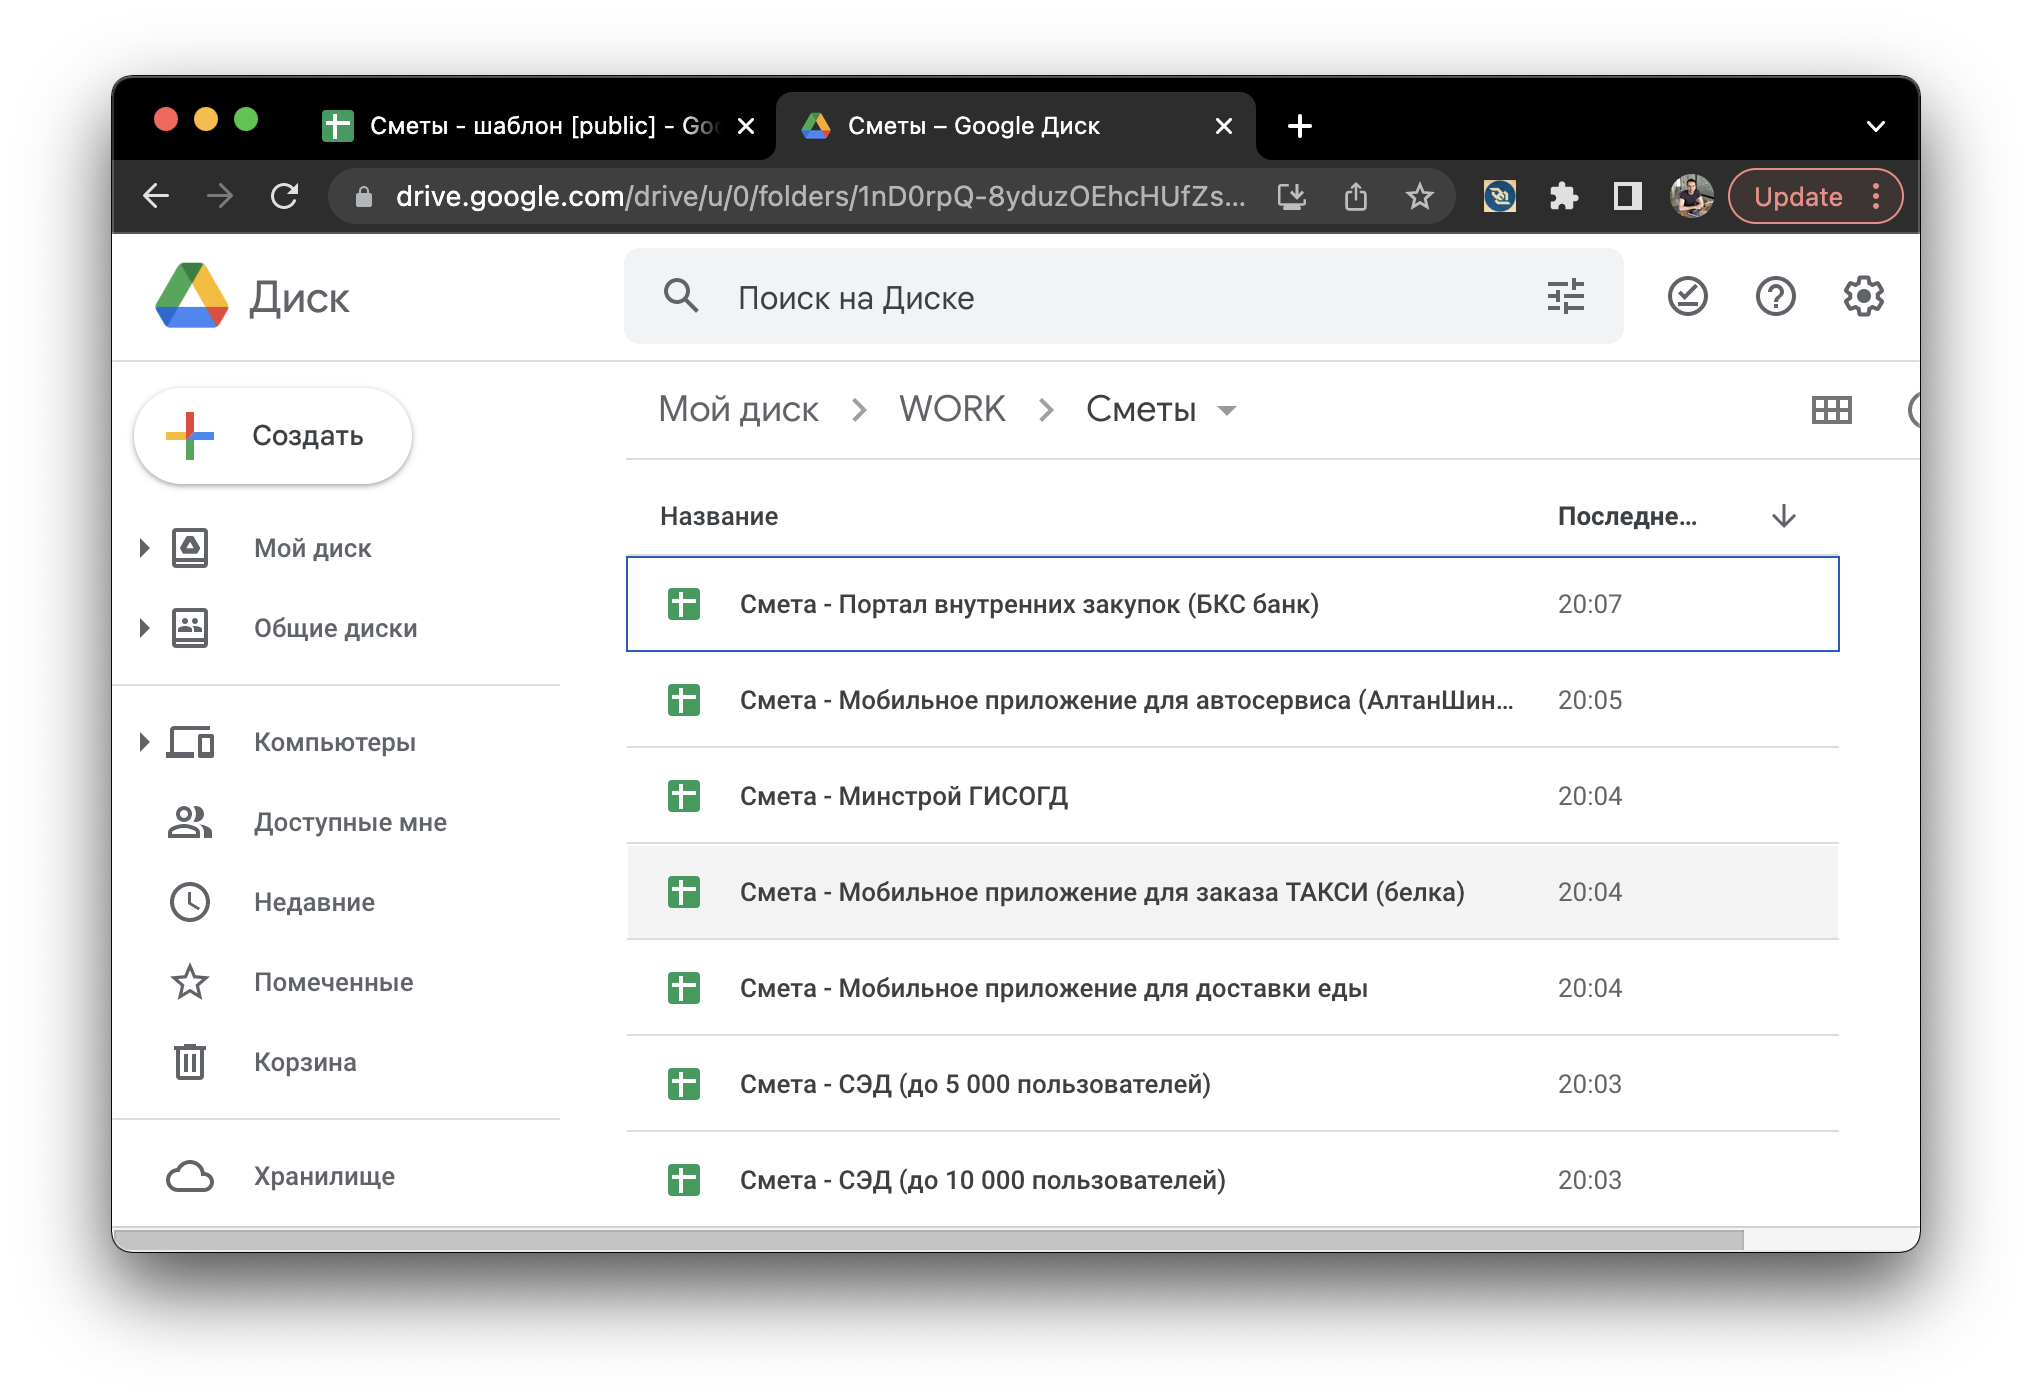 Сметы - шаблон [public] - Goo
Сметы – Google Диск
drive.google.com/drive/u/0/folders/1nD0rpQ-8yduzOEhcHUfZs...
Update
Диск
Поиск на Диске
Создать
Мой диск
Общие диски
Компьютеры
Доступные мне
Недавние
Помеченные
Корзина
Хранилище
Мой диск > WORK > Сметы
Название Последне...
Смета - Портал внутренних закупок (БКС банк) 20:07
Смета - Мобильное приложение для автосервиса (АлтанШин... 20:05
Смета - Минстрой ГИСОГД 20:04
Смета - Мобильное приложение для заказа ТАКСИ (белка) 20:04
Смета - Мобильное приложение для доставки еды 20:04
Смета - СЭД (до 5 000 пользователей) 20:03
Смета - СЭД (до 10 000 пользователей) 20:03